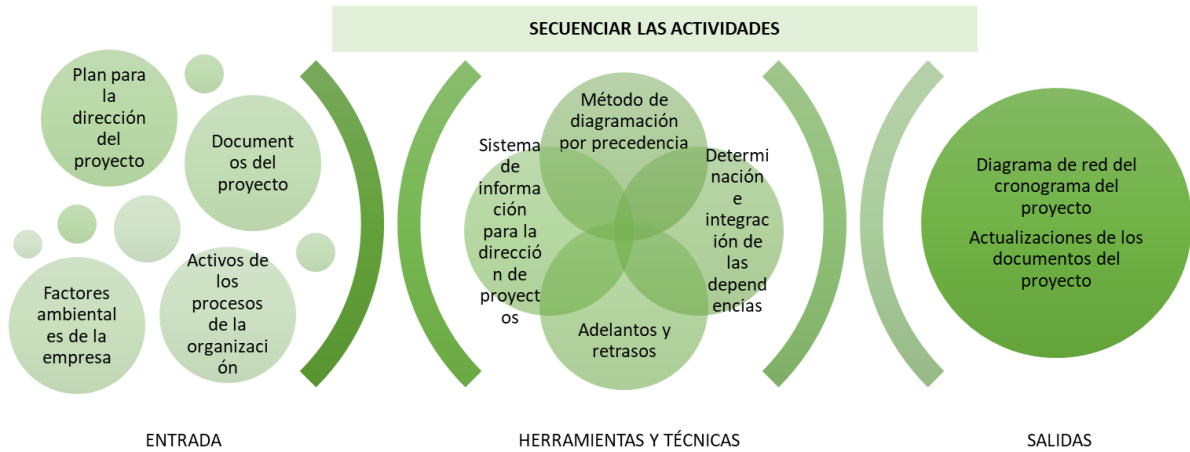 SECUENCIAR LAS ACTIVIDADES
Plan para
la
dirección
del
proyecto
Document
os del
proyecto
Factores
ambiental
es de la
empresa
Activos de
los
procesos
de la
organizaci
ón
Método de
diagramación
por precedencia
Sistema
de
informa
ción
para la
direcció
n de
proyect
os
Determi
nación
e
integrac
ión de
las
depend
encias
Adelantos y
retrasos
Diagrama de red del
cronograma del
proyecto
Actualizaciones de los
documentos del
proyecto
ENTRADA
HERRAMIENTAS Y TÉCNICAS
SALIDAS